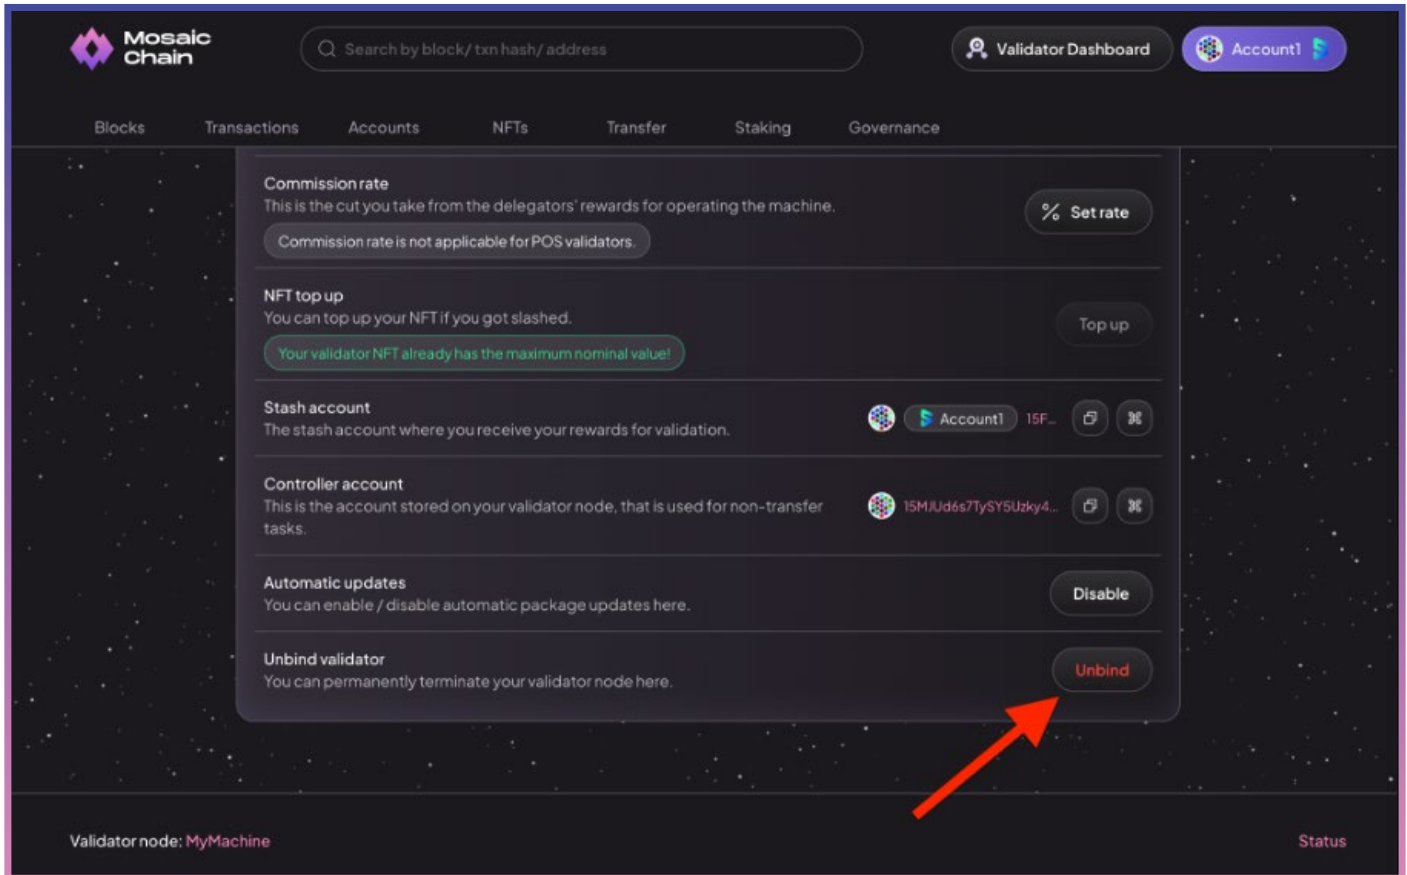 Mosaic
Chain
Search by block/ txn hash/ address
Validator Dashboard
Account1
Blocks
Transactions
Accounts
NFTs
Transfer
Staking
Governance
Commission rate
This is the cut you take from the delegators' rewards for operating the machine.
Commission rate is not applicable for POS validators.
% Set rate
NFT top up
You can top up your NFT if you got slashed.
Your validator NFT already has the maximum nominal value!
Top up
Stash account
The stash account where you receive your rewards for validation.
Account1
15F...
Controller account
This is the account stored on your validator node, that is used for non-transfer
tasks.
15MJUd6s7TySY5Uzky4...
Automatic updates
You can enable / disable automatic package updates here.
Disable
Unbind validator
You can permanently terminate your validator node here.
Unbind
Validator node: MyMachine
Status